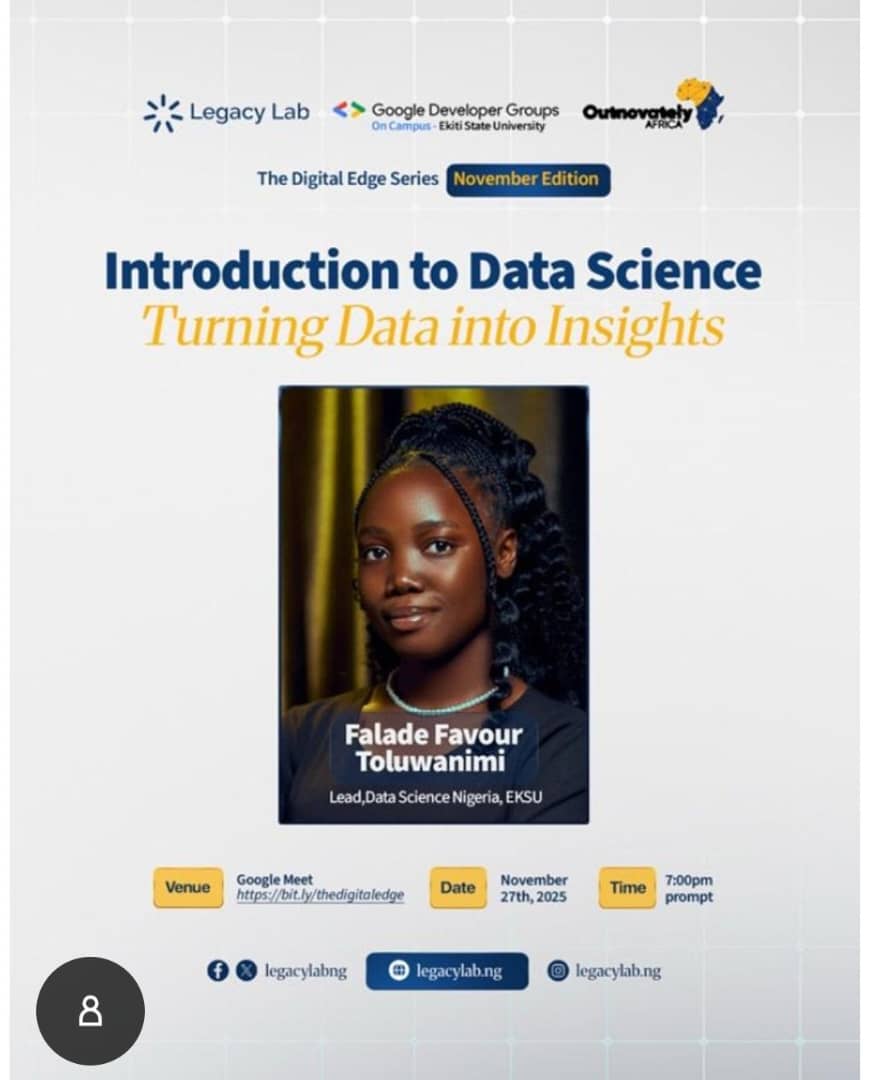 Legacy Lab
Google Developer Groups
On Campus - Ekiti State University
Outnovately
AFRICA
The Digital Edge Series November Edition
Introduction to Data Science
Turning Data into Insights
Falade Favour
Toluwanimi
Lead,Data Science Nigeria, EKSU
Venue
Google Meet
https://bit.ly/thedigitaledge
Date
November
27th, 2025
Time
7:00pm
prompt
legacylabng
legacylab.ng
legacylab.ng